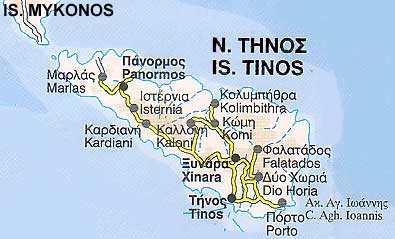 IS. MYKONOS
Ν. ΤΗΝΟΣ
IS. TINOS
Πάνορμος
Panormos
Μαρλάς
Marlas
Ιστέρνια
Isternia
Κολυμπήθρα
Kolimbithra
Καρδιανή
Kardiani
Καλλονή
Kaloni
Κώμη
Komi
Φαλατάδος
Falatados
Ξυνάρα
Xinara
Δύο Χωριά
Dio Horia
Τήνος
Tinos
Ακ. Αγ. Ιωάννης
C. Agh. Ioannis
Πόρτο
Porto